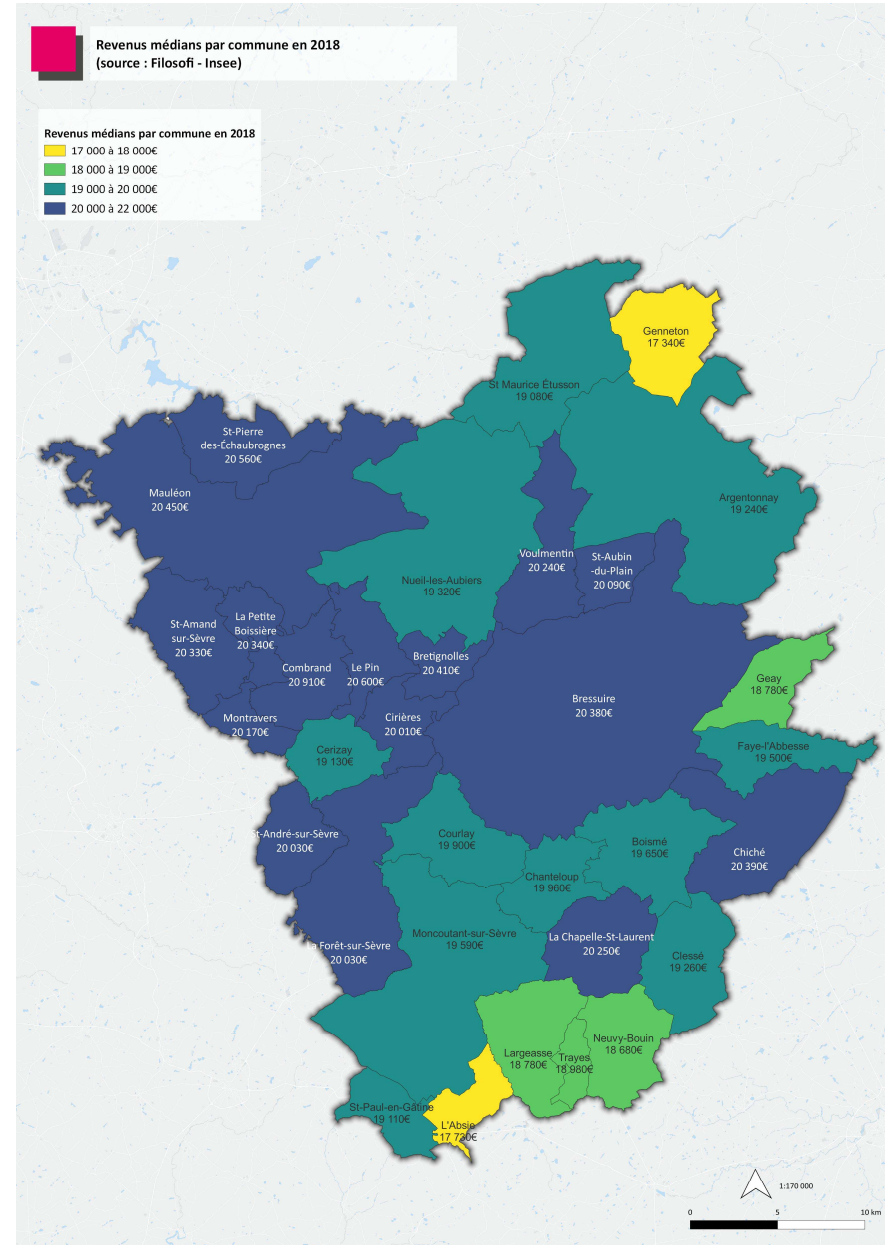 Revenus médians par commune en 2018
(source : Filosofi - Insee)
Revenus médians par commune en 2018
17 000 à 18 000€
18 000 à 19 000€
19 000 à 20 000€
20 000 à 22 000€
Genneton
17 340€
St Maurice Étusson
19 080€
St-Pierre
des-Échaubrognes
20 560€
Mauléon
20 450€
Argentonnay
19 240€
Voulmentin
20 240€
St-Aubin
-du-Plain
20 090€
Nueil-les-Aubiers
19 320€
St-Amand
sur-Sèvre
20 330€
La Petite
Boissière
20 340€
Combrand
20 910€
Le Pin
20 600€
Bretignolles
20 410€
Geay
18 780€
Bressuire
20 380€
Montravers
20 170€
Cirières
20 010€
Cerizay
19 130€
Faye-l'Abbesse
19 500€
St-André-sur-Sèvre
20 030€
Courlay
19 900€
Boismé
19 650€
Chiché
20 390€
Chanteloup
19 960€
Moncoutant-sur-Sèvre
19 590€
La Chapelle-St-Laurent
20 250€
La Forêt-sur-Sèvre
20 030€
Clessé
19 260€
Neuvy-Bouin
18 680€
Largeasse
18 780€
Trayes
18 980€
St-Paul-en-Gâtine
19 110€
L'Absie
17 730€
1:170 000
0 5 10 km